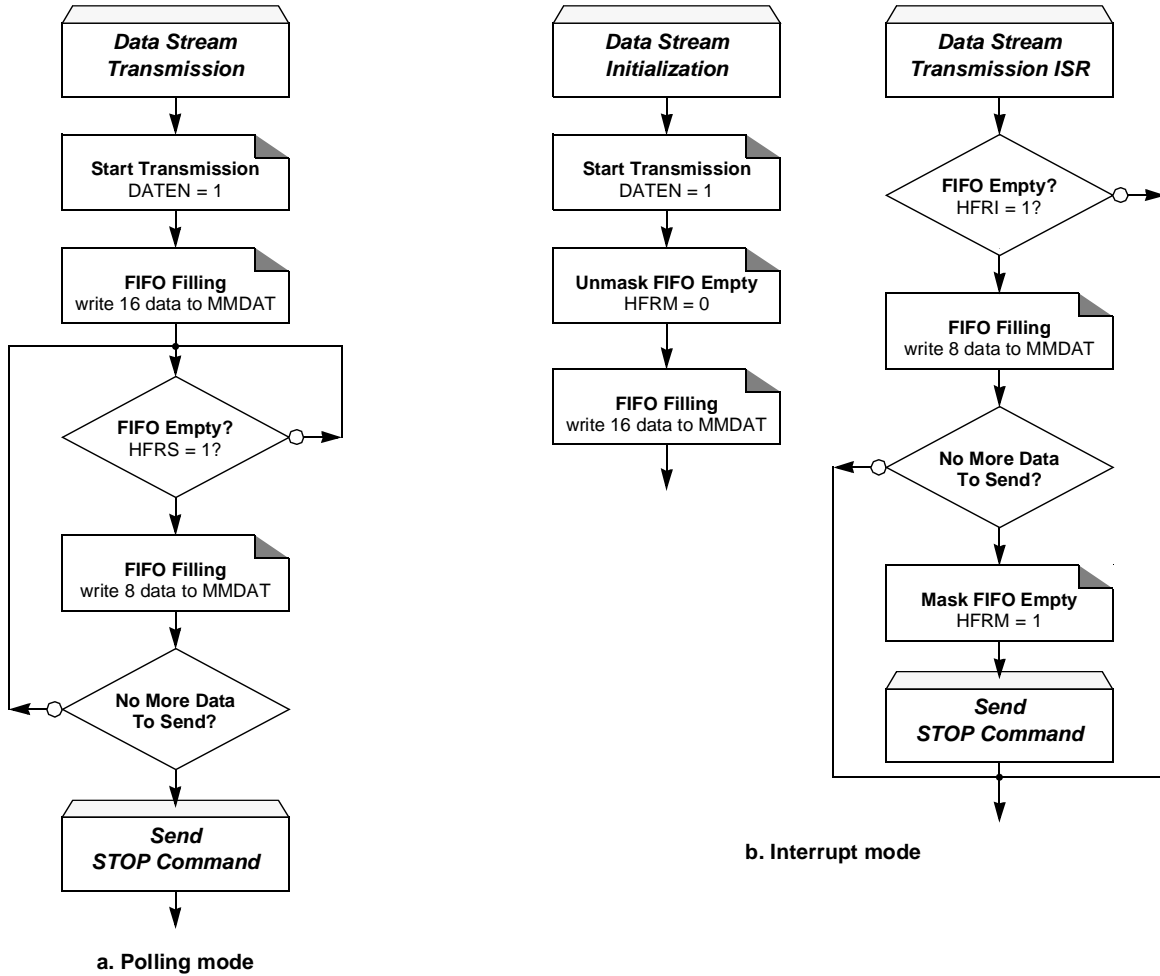 Data Stream
Transmission
Start Transmission
DATEN = 1
FIFO Filling
write 16 data to MMDAT
FIFO Empty?
HFRS = 1?
FIFO Filling
write 8 data to MMDAT
No More Data
To Send?
Send
STOP Command
a. Polling mode
Data Stream
Initialization
Start Transmission
DATEN = 1
Unmask FIFO Empty
HFRM = 0
FIFO Filling
write 16 data to MMDAT
Data Stream
Transmission ISR
FIFO Empty?
HFRI = 1?
FIFO Filling
write 8 data to MMDAT
No More Data
To Send?
Mask FIFO Empty
HFRM = 1
Send
STOP Command
b. Interrupt mode